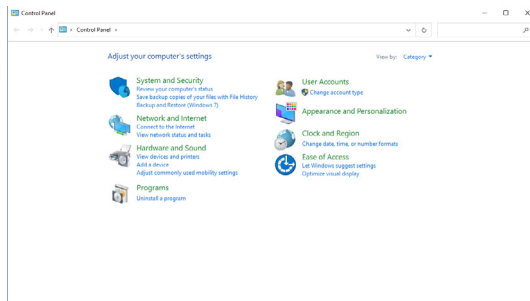 Control Panel
Control Panel
Adjust your computer's settings
View by: Category
System and Security
Review your computer's status
Save backup copies of your files with File History
Backup and Restore (Windows 7)
Network and Internet
Connect to the Internet
View network status and tasks
Hardware and Sound
View devices and printers
Add a device
Adjust commonly used mobility settings
Programs
Uninstall a program
User Accounts
Change account type
Appearance and Personalization
Clock and Region
Change date, time, or number formats
Ease of Access
Let Windows suggest settings
Optimize visual display